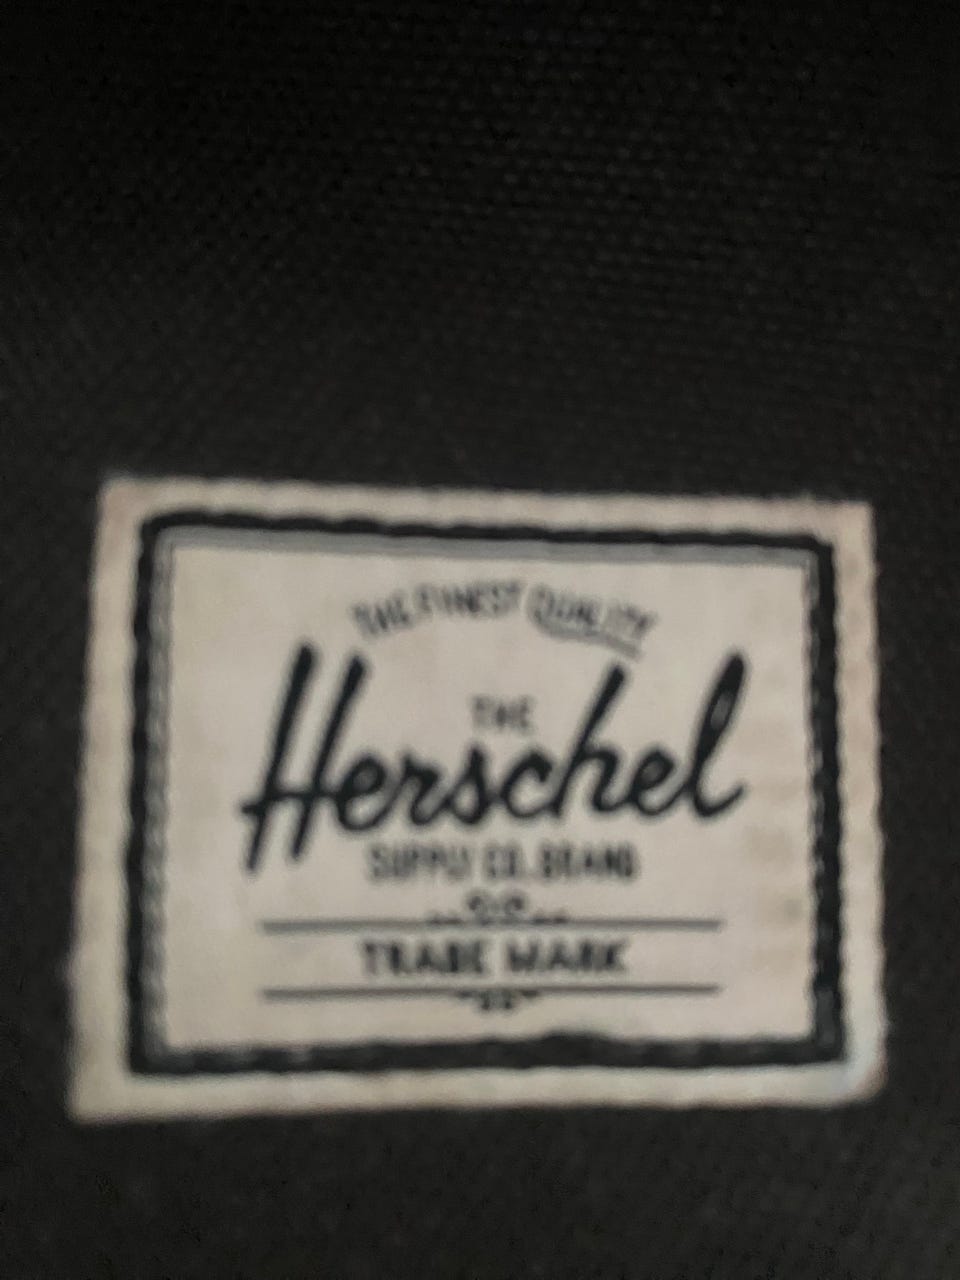 THE FINEST QUALITY
THE
Herschel
SUPPLY CO. BRAND
TRADE MARK